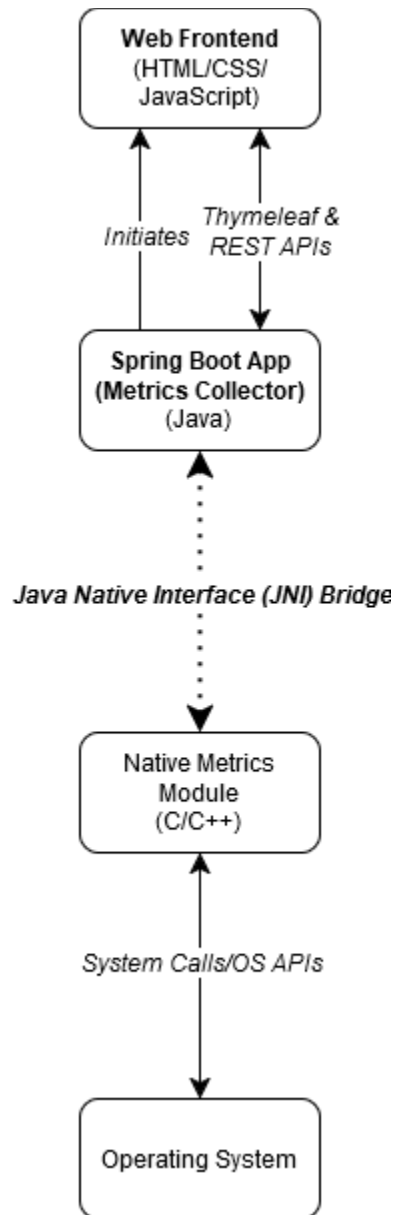 Web Frontend
(HTML/CSS/
JavaScript)
Initiates
Thymeleaf &
REST APIs
Spring Boot App
(Metrics Collector)
(Java)
Java Native Interface (JNI) Bridge
Native Metrics
Module
(C/C++)
System Calls/OS APIs
Operating System